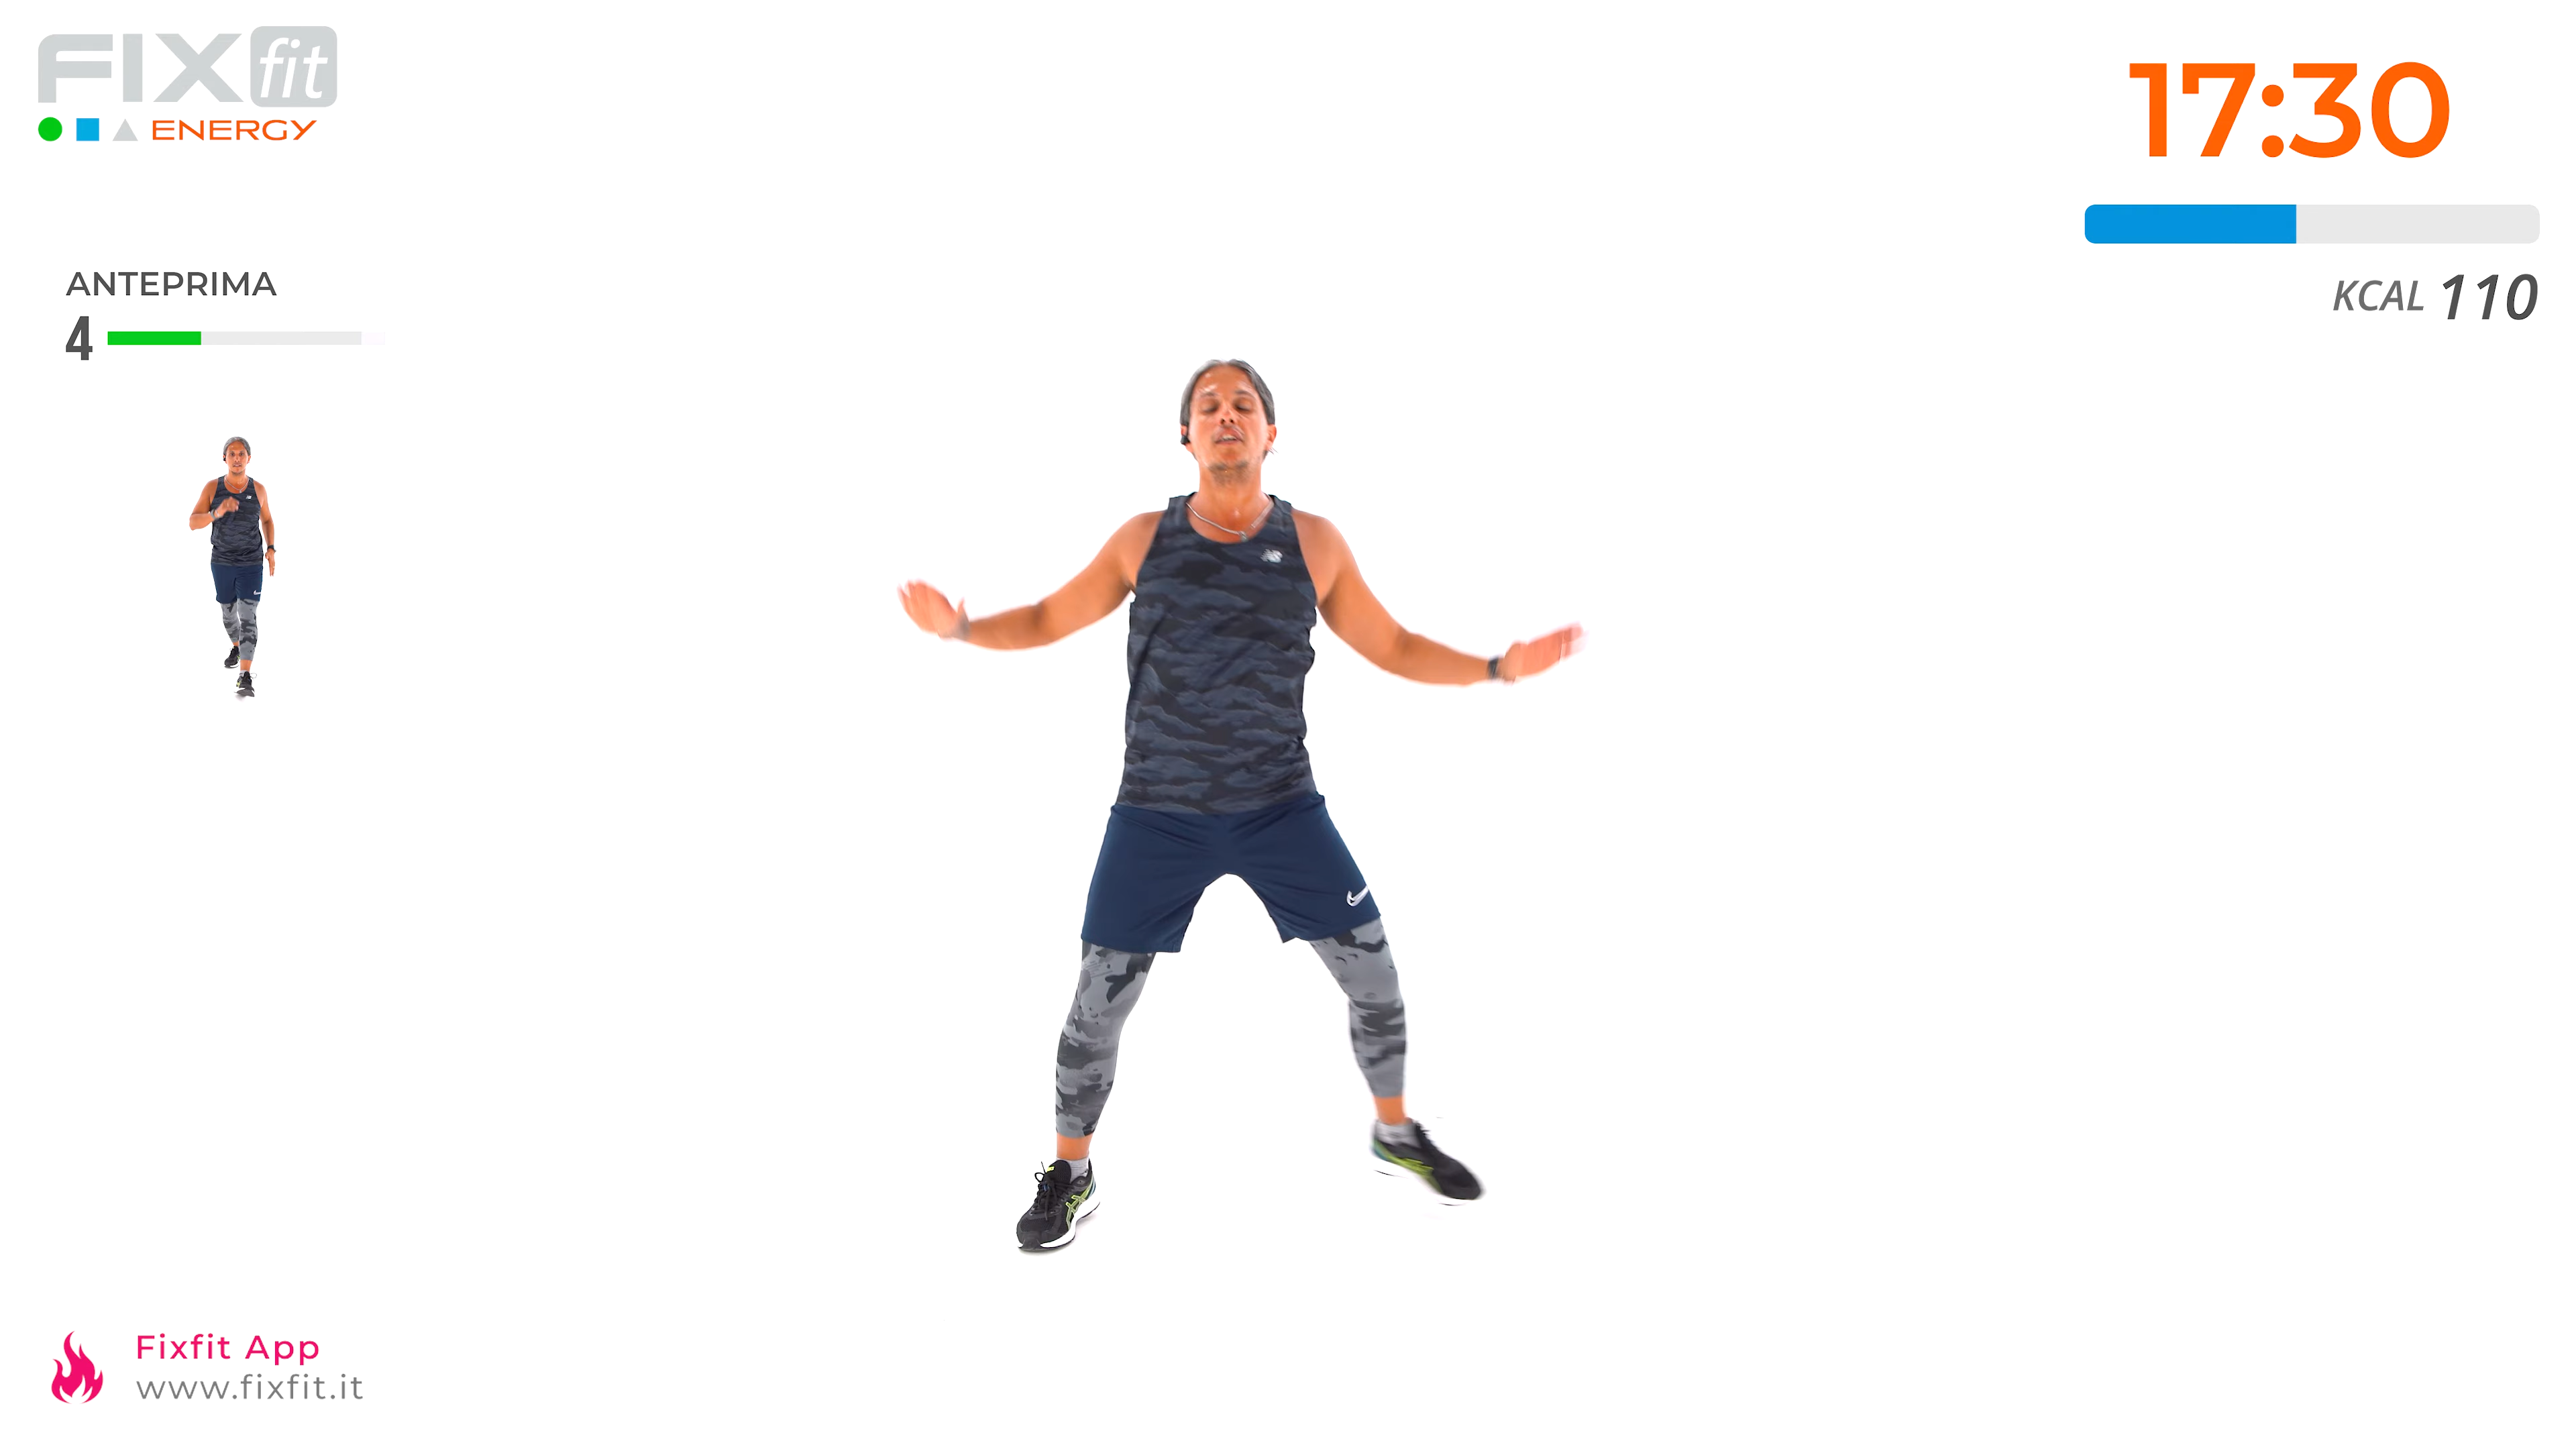 FIX fit
ENERGY
17:30
KCAL 110
ANTEPRIMA
4
Fixfit App
www.fixfit.it